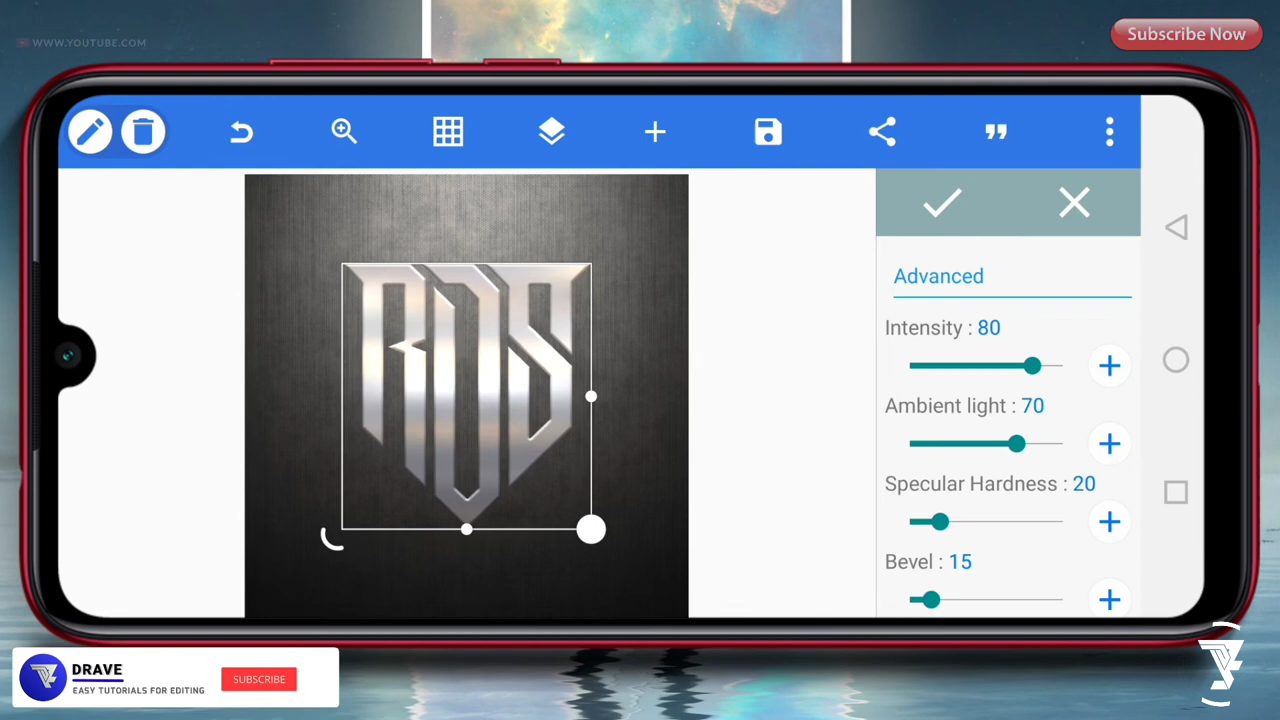 WWW.YOUTUBE.COM
Subscribe Now
Advanced
Intensity : 80
Ambient light : 70
Specular Hardness : 20
Bevel : 15
RDS
DRAVE
EASY TUTORIALS FOR EDITING
SUBSCRIBE